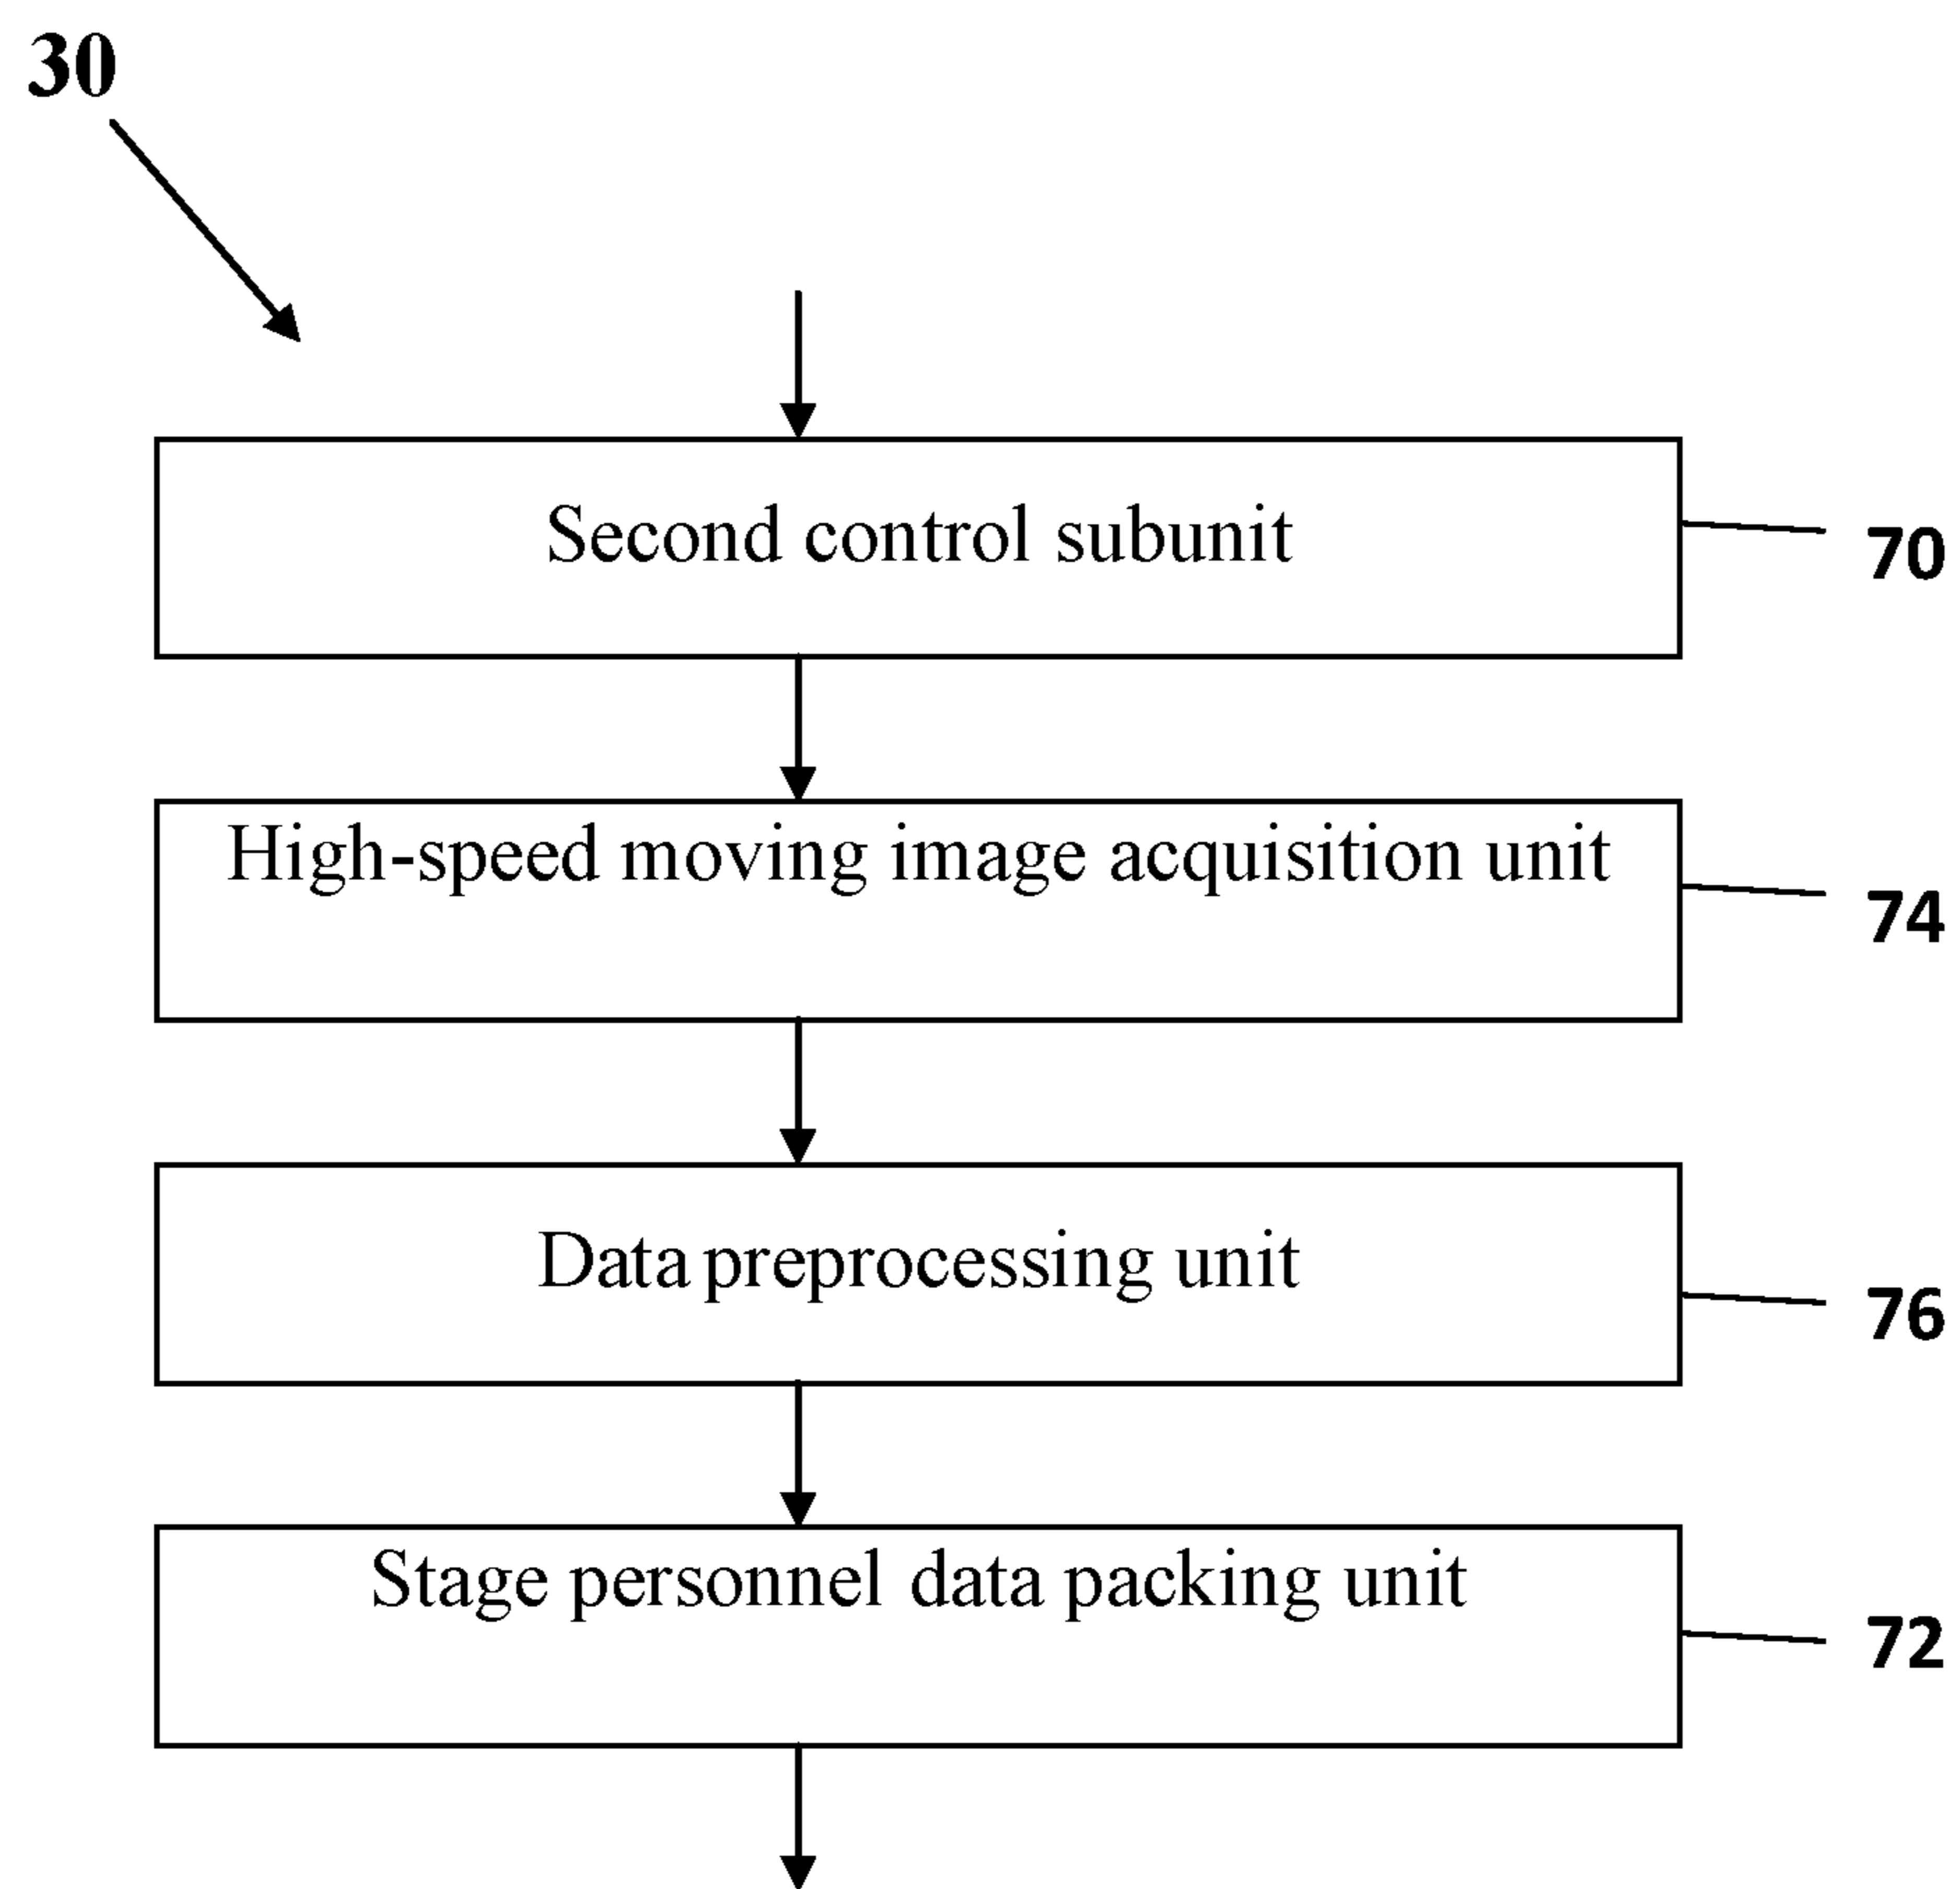 30
Second control subunit
70
High-speed moving image acquisition unit
74
Data preprocessing unit
76
Stage personnel data packing unit
72